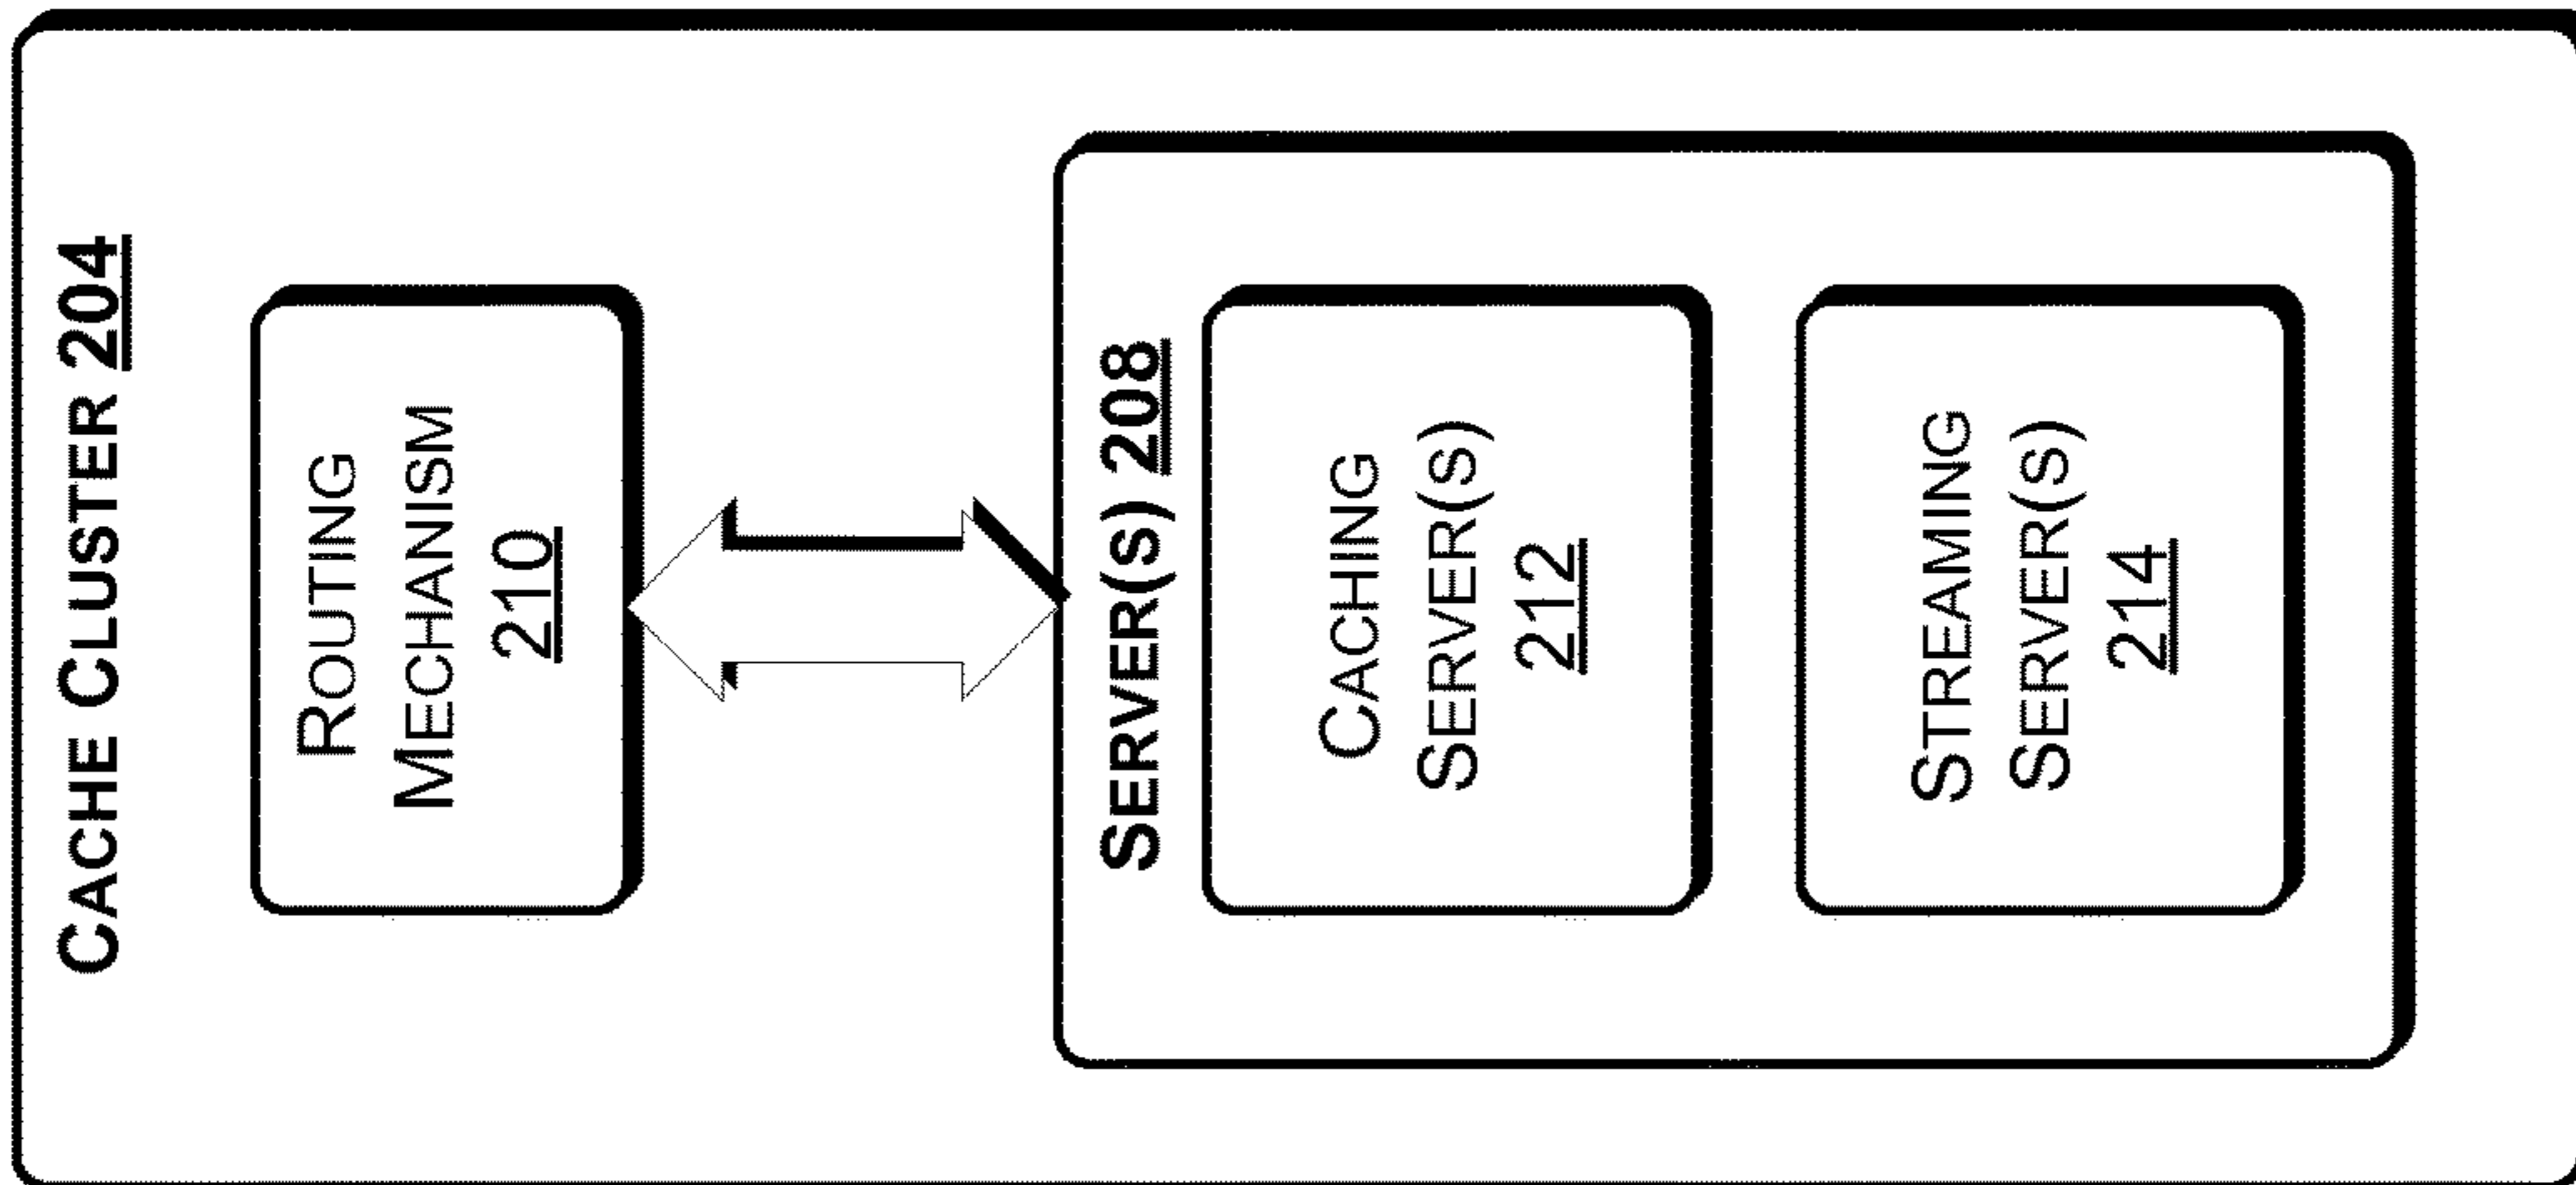 CACHE CLUSTER 204
ROUTING
MECHANISM
210
SERVER(S) 208
CACHING
SERVER(S)
212
STREAMING
SERVER(S)
214